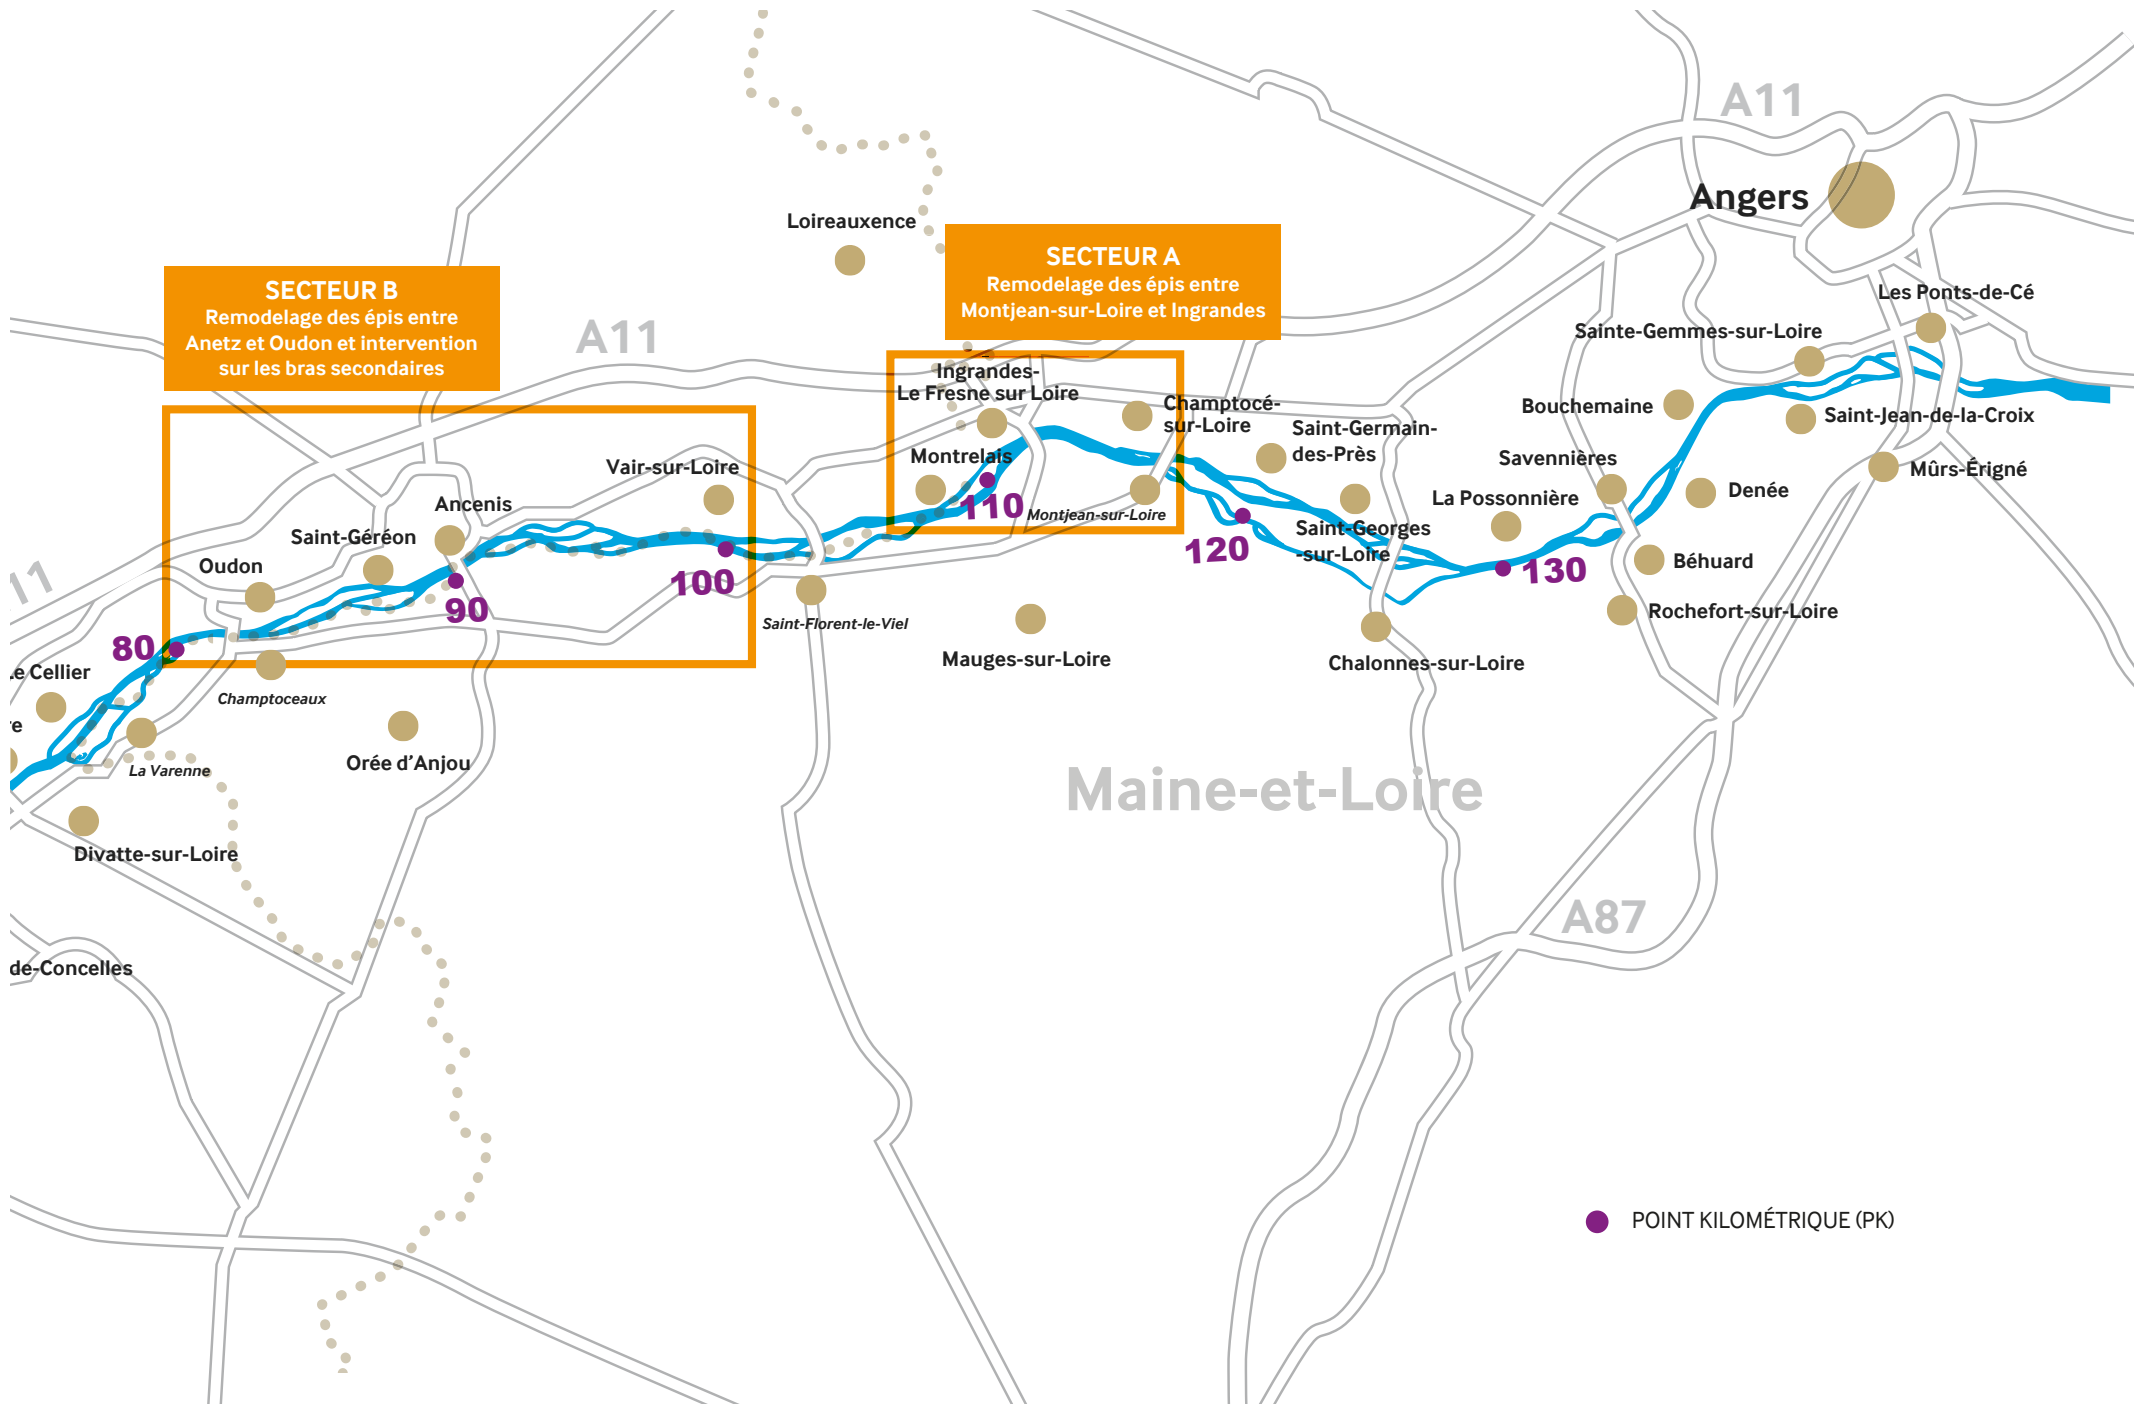 A11
Angers
Loireauxence
SECTEUR A
Remodelage des épis entre
Montjean-sur-Loire et Ingrandes
SECTEUR B
Remodelage des épis entre
Anetz et Oudon et intervention
sur les bras secondaires
A11
Les Ponts-de-Cé
Sainte-Gemmes-sur-Loire
Ingrandes-
Le Fresne sur Loire
Champtocé-
sur-Loire
Bouchemaine
Saint-Jean-de-la-Croix
Saint-Germain-
des-Près
Montrelais
Vair-sur-Loire
Savennières
Mûrs-Érigné
La Possonnière
Denée
Ancenis
110
Montjean-sur-Loire
Saint-Géréon
Saint-Georges
-sur-Loire
120
Oudon
11
100
130
Béhuard
90
Rochefort-sur-Loire
Saint-Florent-le-Viel
80
Mauges-sur-Loire
Chalonnes-sur-Loire
e Cellier
Champtoceaux
re
Orée d'Anjou
La Varenne
Maine-et-Loire
Divatte-sur-Loire
A87
de-Concelles
POINT KILOMÉTRIQUE (PK)